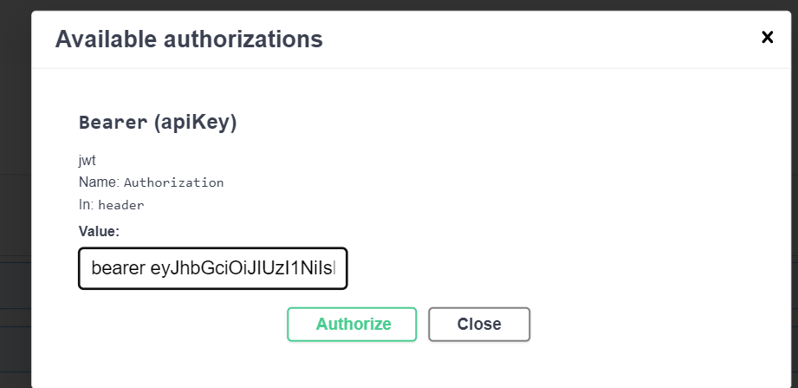 Available authorizations
Bearer (apiKey)
jwt
Name: Authorization
In: header
Value:
bearer eyJhbGciOiJIUzI1NiIsI
Authorize Close